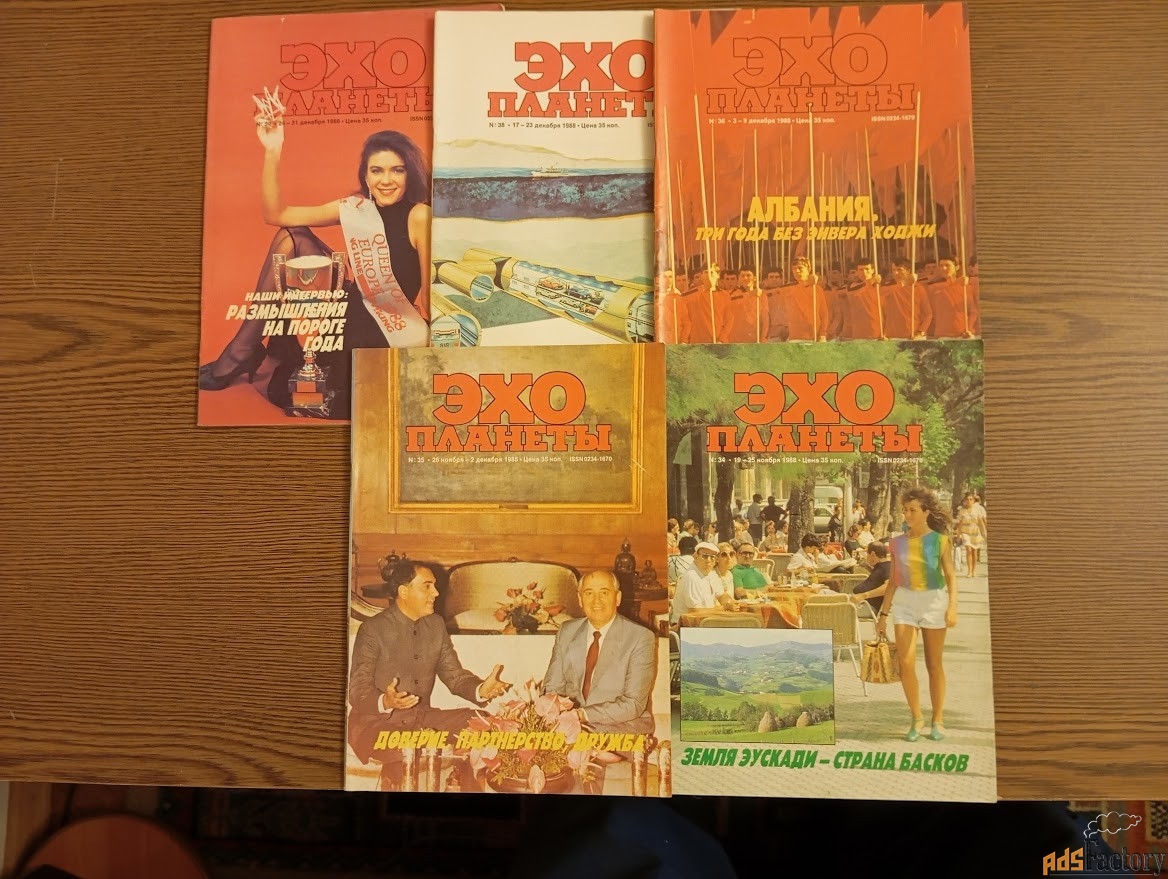 ЭХО
ПЛАНЕТЫ
31 декабря 1988 • Цена 35 коп.
QUEEN OF
EUROPE 88
НАШИ ИНТЕРВЬЮ:
РАЗМЫШЛЕНИЯ
НА ПОРОГЕ
ГОДА
ЭХО
ПЛАНЕТ
№ 38 • 17 – 23 декабря 1988 • Цена 35 коп.
ЭХО
ПЛАНЕТЫ
№ 36 • 3 – 9 декабря 1988 • Цена 35 коп. ISSN 0234-1670
АЛБАНИЯ.
ТРИ ГОДА БЕЗ ЭНВЕРА ХОДЖИ
ЭХО
ПЛАНЕТЫ
№ 35 • 26 ноября – 2 декабря 1988 • Цена 35 коп. ISSN 0234-1670
ДОВЕРИЕ, ПАРТНЕРСТВО, ДРУЖБА
ЭХО
ПЛАНЕТЫ
№ 34 • 19 – 25 ноября 1988 • Цена 35 коп. ISSN 0234-1670
ЗЕМЛЯ ЭУСКАДИ – СТРАНА БАСКОВ
AdsFactory